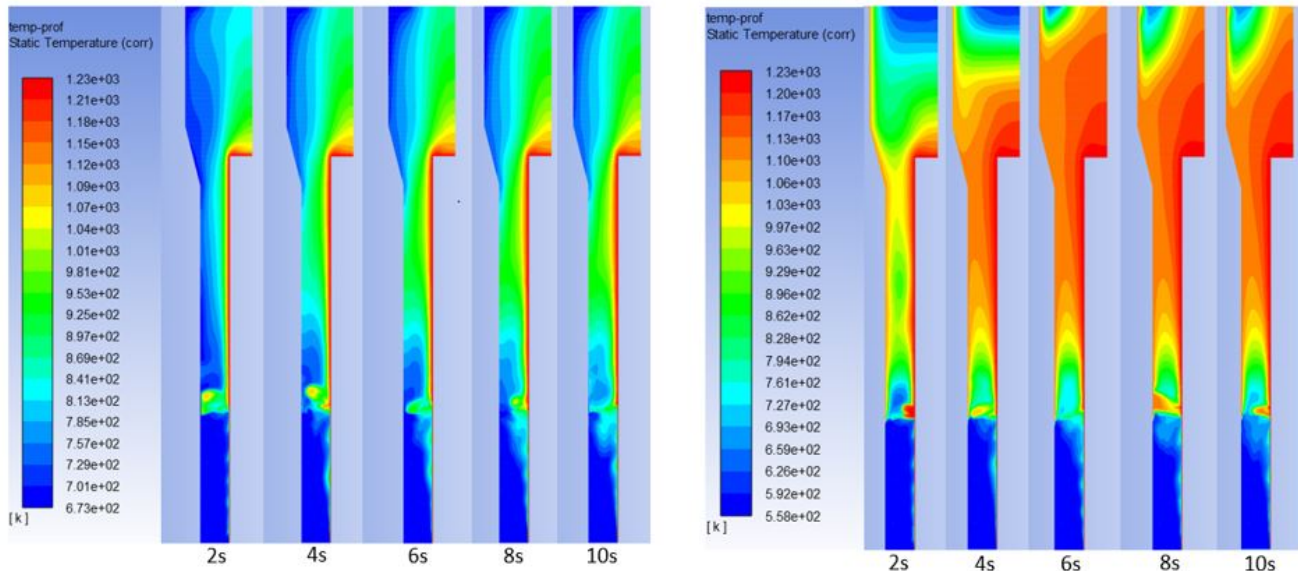 temp-prof
Static Temperature (corr)
1.23e+03
1.21e+03
1.18e+03
1.15e+03
1.12e+03
1.09e+03
1.07e+03
1.04e+03
1.01e+03
9.81e+02
9.53e+02
9.25e+02
8.97e+02
8.69e+02
8.41e+02
8.13e+02
7.85e+02
7.57e+02
7.29e+02
7.01e+02
6.73e+02
[ k ]
2s 4s 6s 8s 10s
temp-prof
Static Temperature (corr)
1.23e+03
1.20e+03
1.17e+03
1.13e+03
1.10e+03
1.06e+03
1.03e+03
9.97e+02
9.63e+02
9.29e+02
8.96e+02
8.62e+02
8.28e+02
7.94e+02
7.61e+02
7.27e+02
6.93e+02
6.59e+02
6.26e+02
5.92e+02
5.58e+02
[ k ]
2s 4s 6s 8s 10s